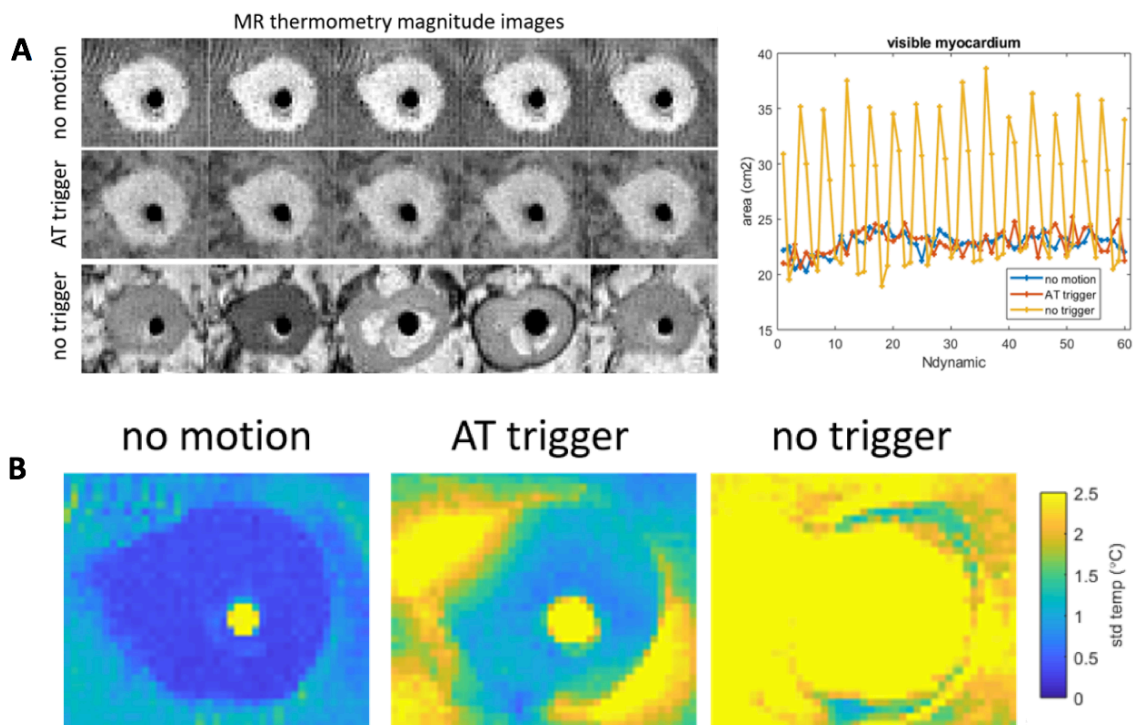 MR thermometry magnitude images
A
no motion
AT trigger
no trigger
visible myocardium
area (cm2)
40
35
30
25
20
15
0
10
20
30
40
50
60
Ndynamic
no motion
AT trigger
no trigger
B
no motion
AT trigger
no trigger
2.5
2
1.5
1
0.5
0
std temp (°C)